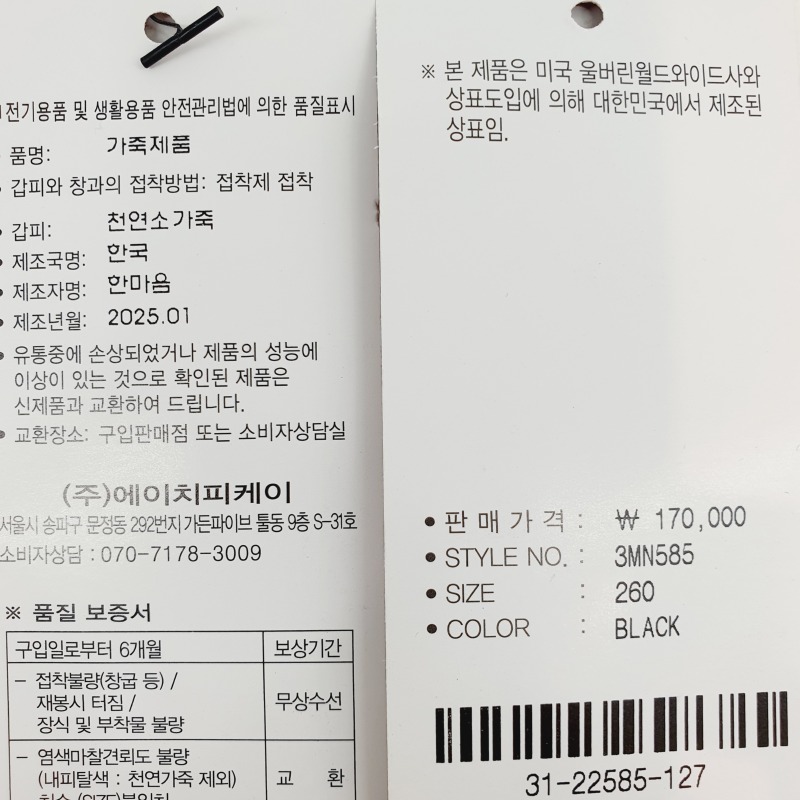 전기용품 및 생활용품 안전관리법에 의한 품질표시
품명: 가죽제품
• 갑피와 창과의 접착방법: 접착제 접착
• 갑피: 천연소가죽
• 제조국명: 한국
• 제조자명: 한마음
• 제조년월: 2025.01
• 유통중에 손상되었거나 제품의 성능에
이상이 있는 것으로 확인된 제품은
신제품과 교환하여 드립니다.
• 교환장소: 구입판매점 또는 소비자상담실
(주)에이치피케이
서울시 송파구 문정동 292번지 가든파이브 툴동 9층 S-31호
소비자상담 : 070-7178-3009
※ 품질 보증서
구입일로부터 6개월 보상기간
- 접착불량(창굽 등) /
재봉시 터짐 /
장식 및 부착물 불량
무상수선
- 염색마찰견뢰도 불량
(내피탈색 : 천연가죽 제외)
교 환
※ 본 제품은 미국 울버린월드와이드사와
상표도입에 의해 대한민국에서 제조된
상표임.
• 판매가격 : ₩ 170,000
• STYLE NO. : 3MN585
• SIZE : 260
• COLOR : BLACK
31-22585-127